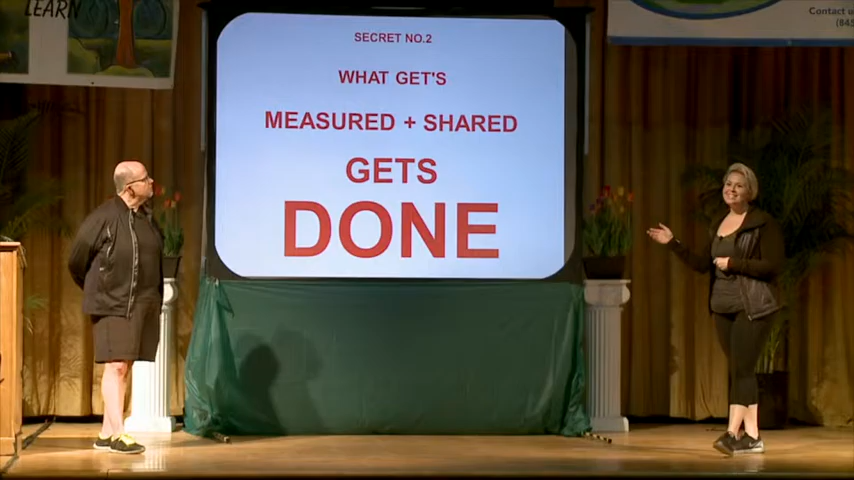 LEARN
Contact u
(845
SECRET NO.2
WHAT GET'S
MEASURED + SHARED
GETS
DONE